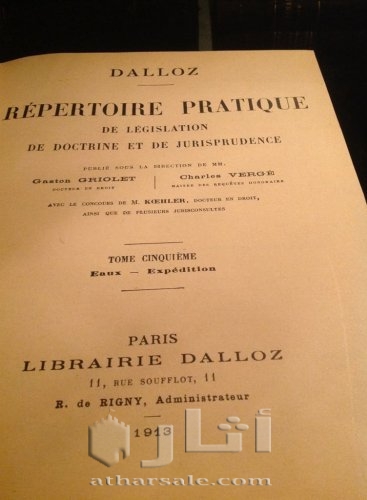 DALLOZ
RÉPERTOIRE PRATIQUE
DE LÉGISLATION
DE DOCTRINE ET DE JURISPRUDENCE
PUBLIÉ SOUS LA DIRECTION DE MM.
Gaston GRIOLET Charles VERGÉ
DOCTEUR EN DROIT MAITRE DES REQUÊTES HONORAIRE
AVEC LE CONCOURS DE M. KŒHLER, DOCTEUR EN DROIT,
AINSI QUE DE PLUSIEURS JURISCONSULTES
TOME CINQUIÈME
Eaux — Expédition
PARIS
LIBRAIRIE DALLOZ
11, RUE SOUFFLOT, 11
R. de RIGNY, Administrateur
1913
أثار
atharsale.com